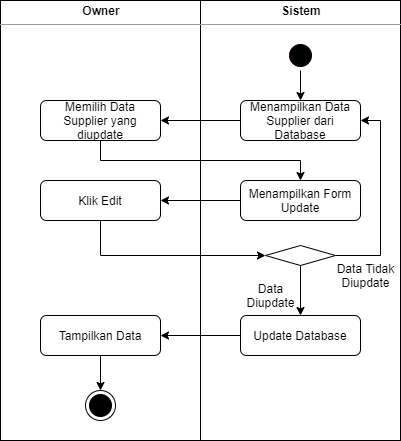 Owner
Sistem
Memilih Data
Supplier yang
diupdate
Menampilkan Data
Supplier dari
Database
Klik Edit
Menampilkan Form
Update
Data Tidak
Diupdate
Data
Diupdate
Tampilkan Data
Update Database